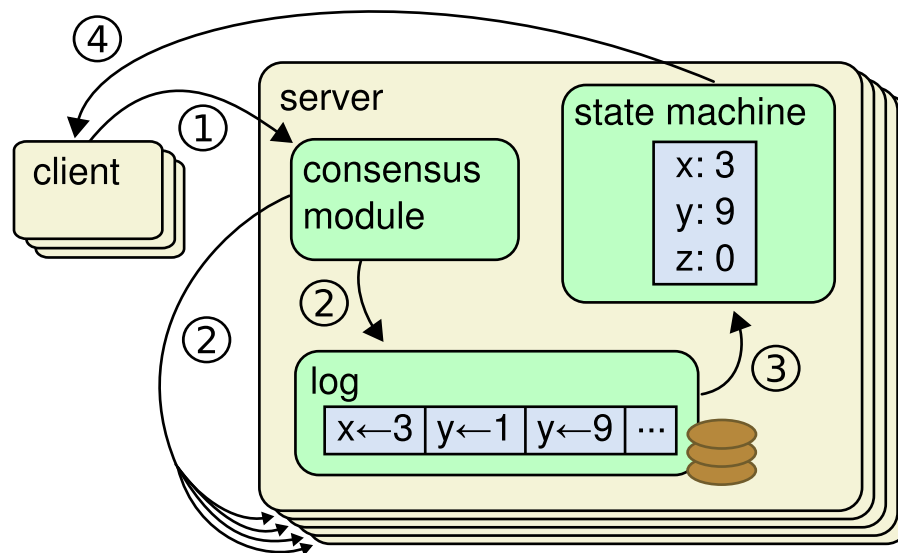 ④
①
server
state machine
client
consensus
module
x: 3
y: 9
z: 0
②
②
③
log
x←3 y←1 y←9 ···